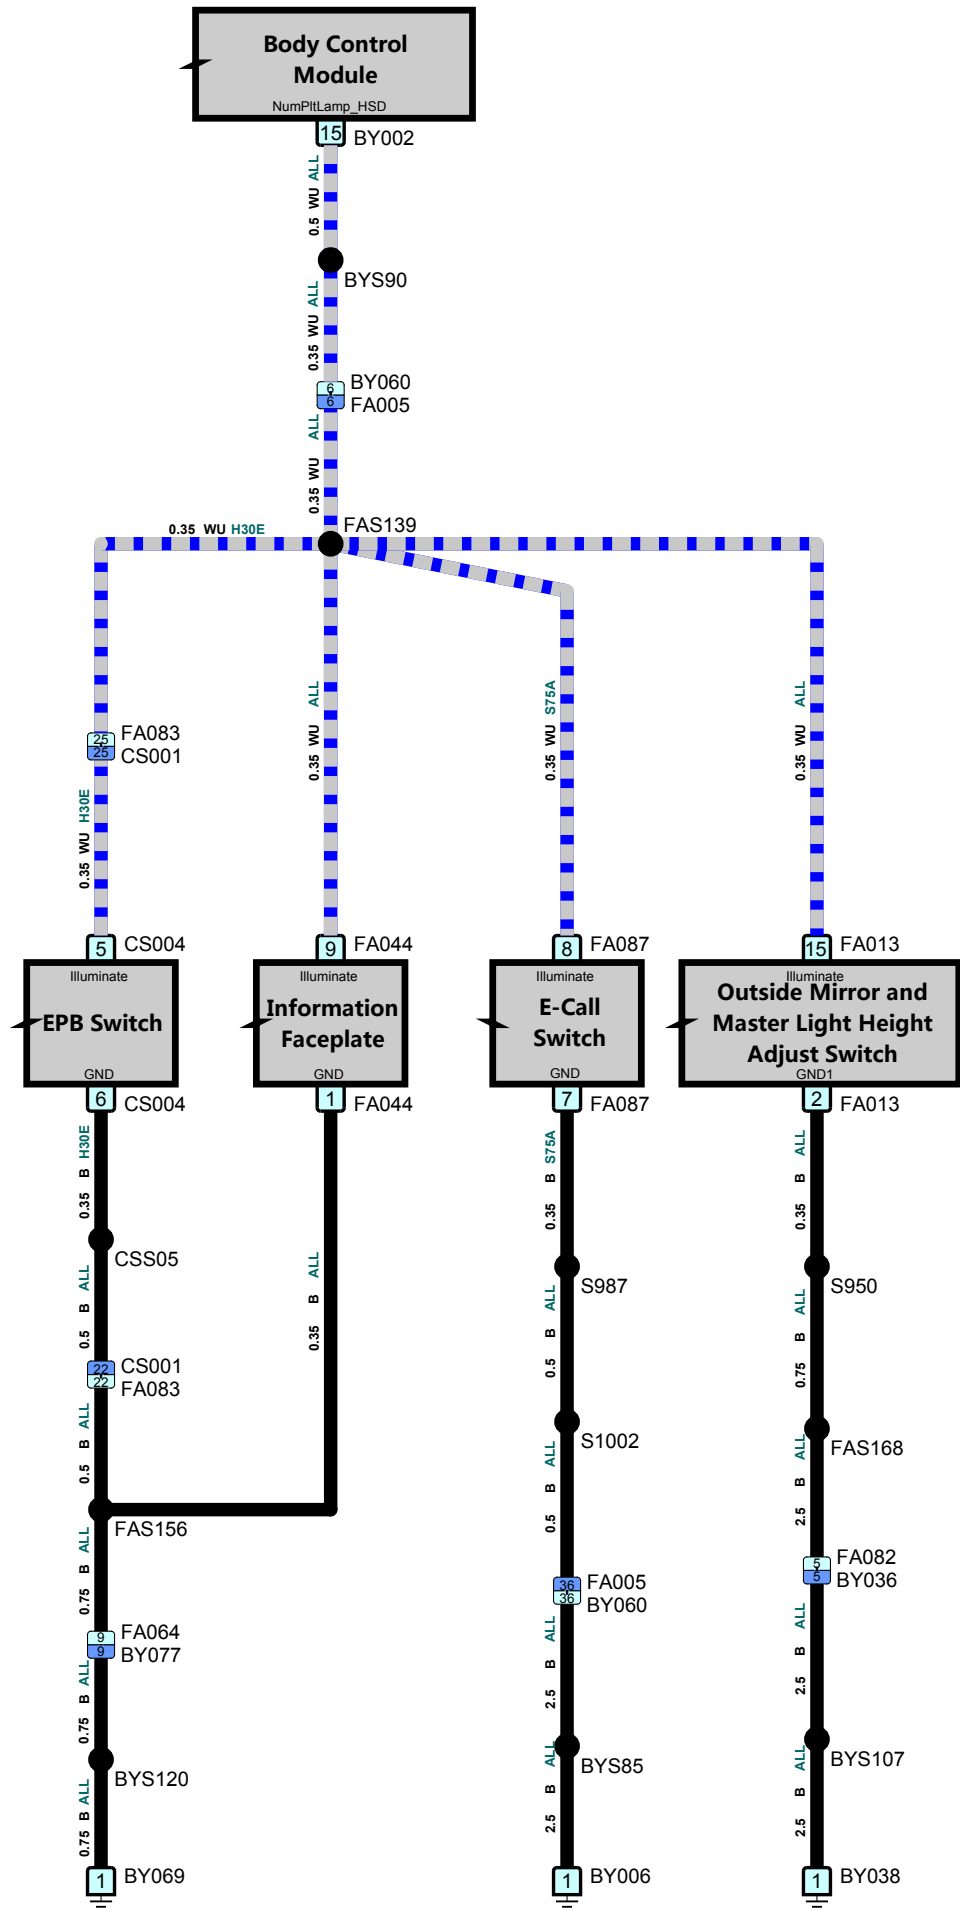 Body Control
Module
NumPltLamp_HSD
15
BY002
0.5 WU ALL
BYS90
0.35 WU ALL
6
BY060
6
FA005
0.35 WU ALL
FAS139
0.35 WU H30E
25
FA083
25
CS001
0.35 WU H30E
0.35 WU ALL
0.35 WU S75A
0.35 WU ALL
5
CS004
9
FA044
8
FA087
15
FA013
Illuminate
EPB Switch
GND
Illuminate
Information
Faceplate
GND
Illuminate
E-Call
Switch
GND
Illuminate
Outside Mirror and
Master Light Height
Adjust Switch
GND1
6
CS004
1
FA044
7
FA087
2
FA013
0.35 B H30E
CSS05
0.5 B ALL
22
CS001
22
FA083
0.5 B ALL
FAS156
0.75 B ALL
9
FA064
9
BY077
0.75 B ALL
BYS120
0.75 B ALL
1
BY069
0.35 B ALL
0.35 B S75A
S987
0.5 B ALL
S1002
0.5 B ALL
36
FA005
36
BY060
2.5 B ALL
BYS85
2.5 B ALL
1
BY006
0.35 B ALL
S950
0.75 B ALL
FAS168
2.5 B ALL
5
FA082
5
BY036
2.5 B ALL
BYS107
2.5 B ALL
1
BY038